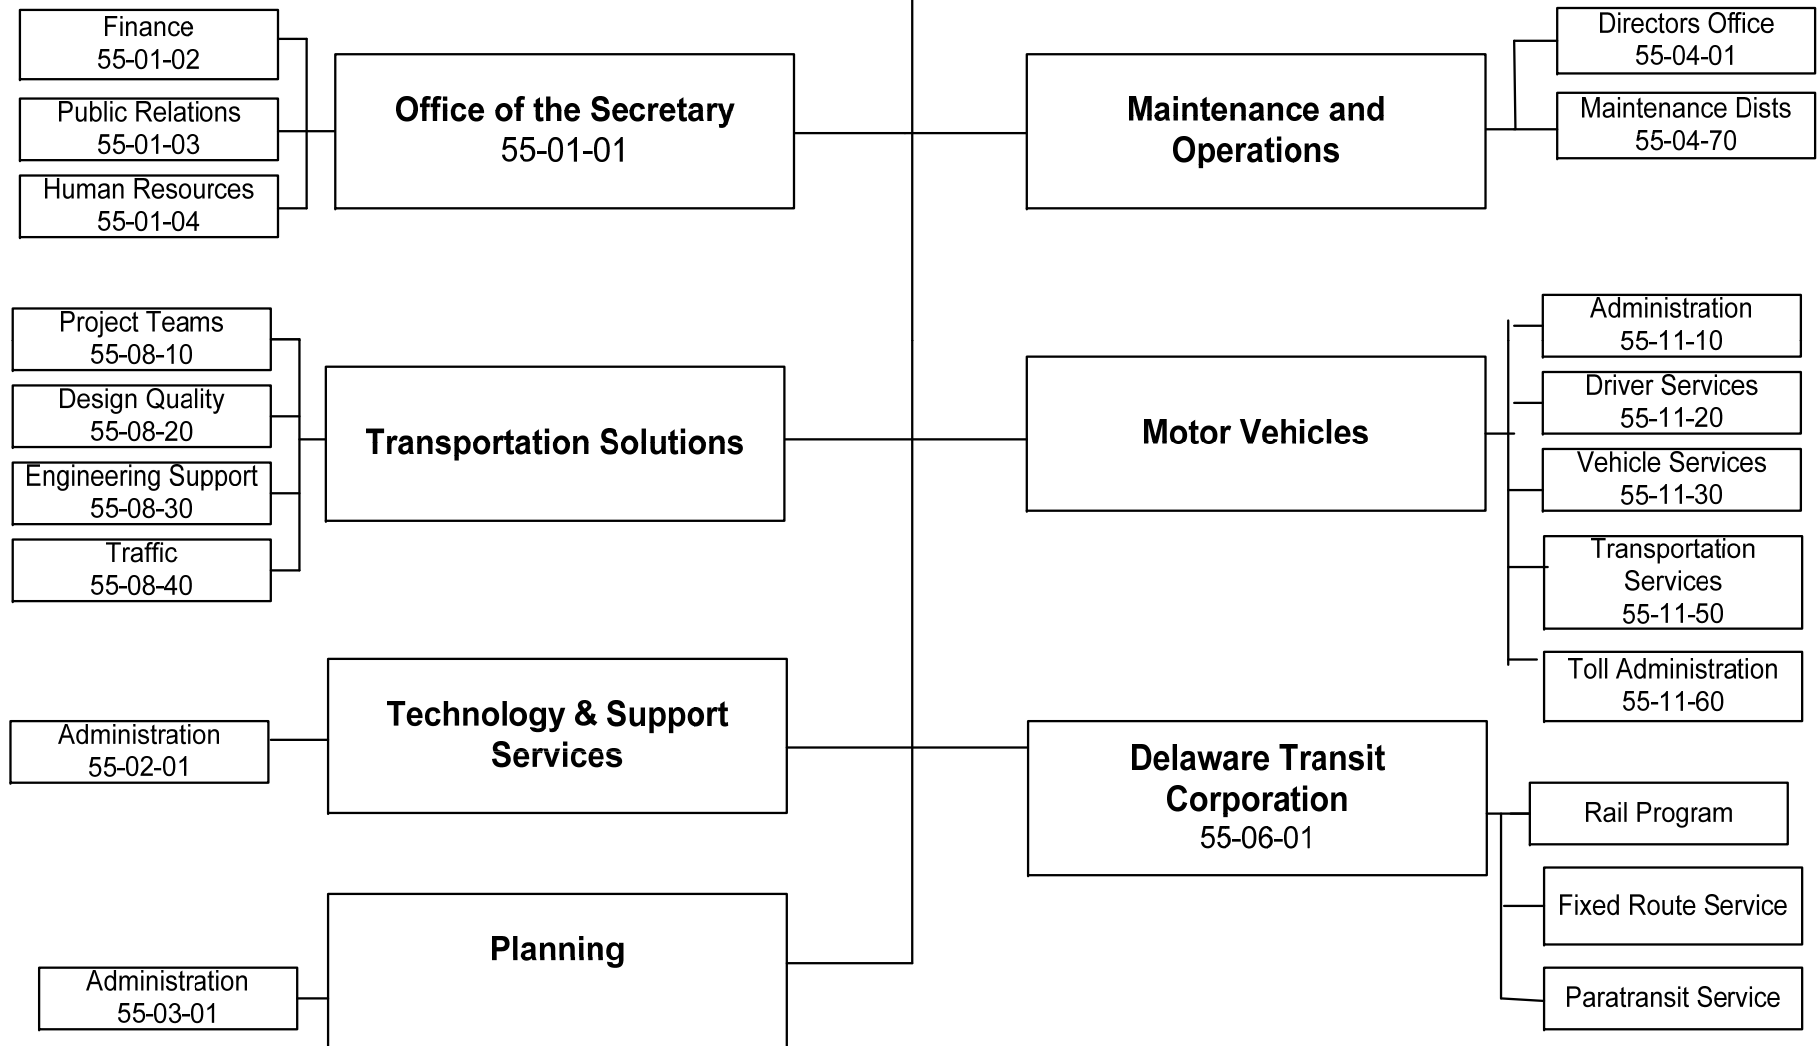 Finance
55-01-02
Public Relations
55-01-03
Human Resources
55-01-04
Office of the Secretary
55-01-01
Maintenance and
Operations
Directors Office
55-04-01
Maintenance Dists
55-04-70
Project Teams
55-08-10
Design Quality
55-08-20
Engineering Support
55-08-30
Traffic
55-08-40
Transportation Solutions
Motor Vehicles
Administration
55-11-10
Driver Services
55-11-20
Vehicle Services
55-11-30
Transportation
Services
55-11-50
Toll Administration
55-11-60
Administration
55-02-01
Technology & Support
Services
Delaware Transit
Corporation
55-06-01
Rail Program
Fixed Route Service
Paratransit Service
Planning
Administration
55-03-01